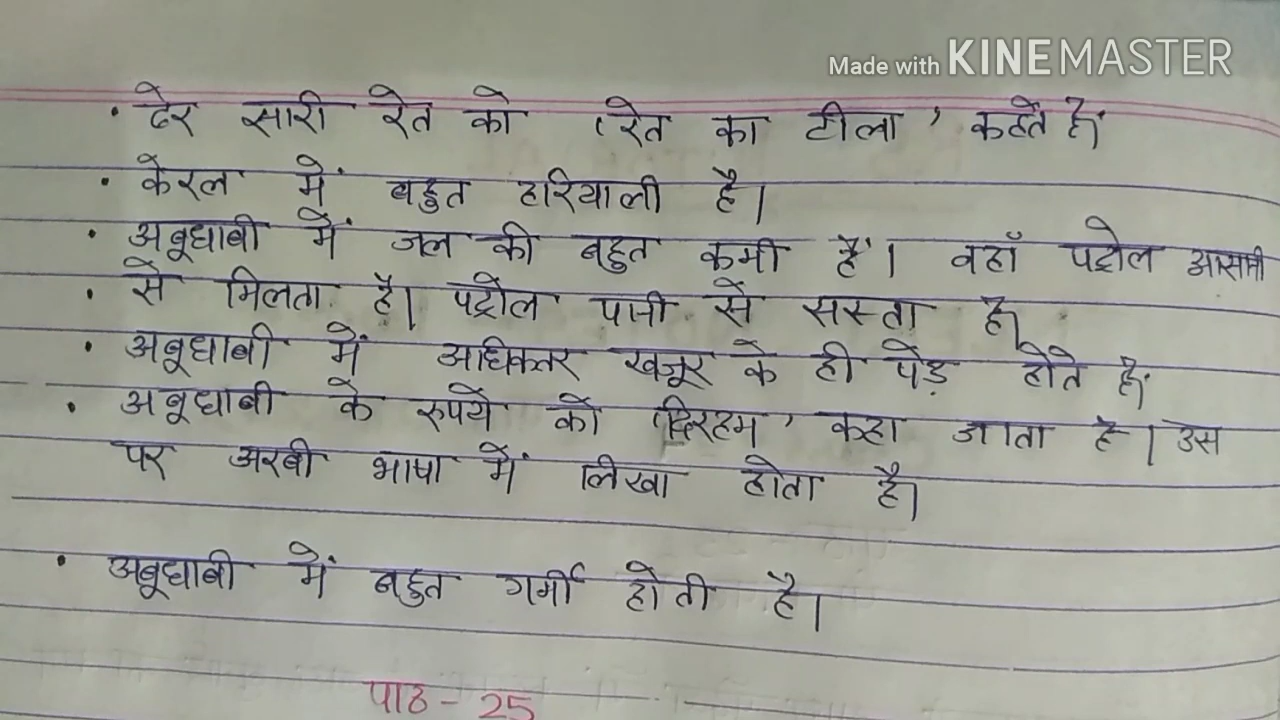 Made with KINEMASTER
• ढेर सारी रेत को 'रेत का टीला' कहते हैं
• केरल में बहुत हरियाली है।
• अबूधाबी में जल की बहुत कमी हैं। वहाँ पट्रोल आसानी
• से मिलता है। पट्रोल पानी से सस्ता है।
• अबूधाबी में अधिकतर खजूर के ही पेड़ होते हैं।
• अबूधाबी के रुपये को 'दिरहम' कहा जाता है। उस
पर अरबी भाषा में लिखा होता है।
• अबूधाबी में बहुत गर्मी होती है।
पाठ - 25